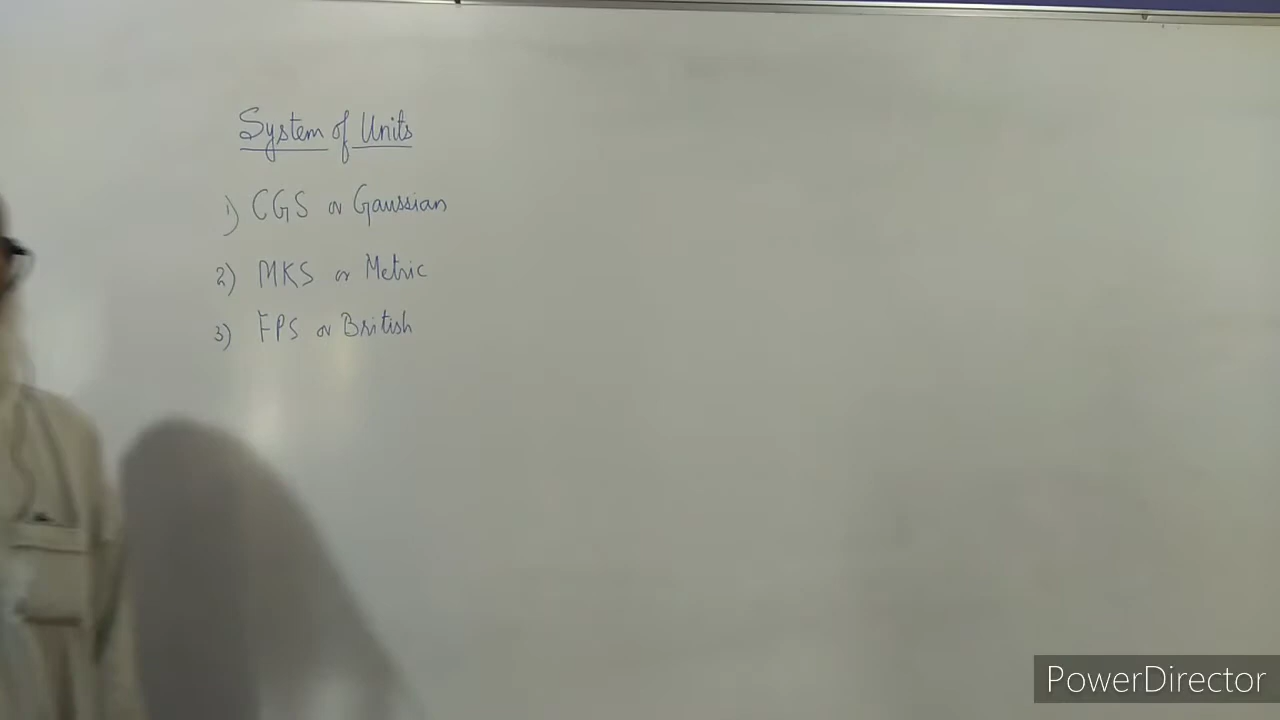 System of Units
1) CGS or Gaussian
2) MKS or Metric
3) FPS or British
PowerDirector